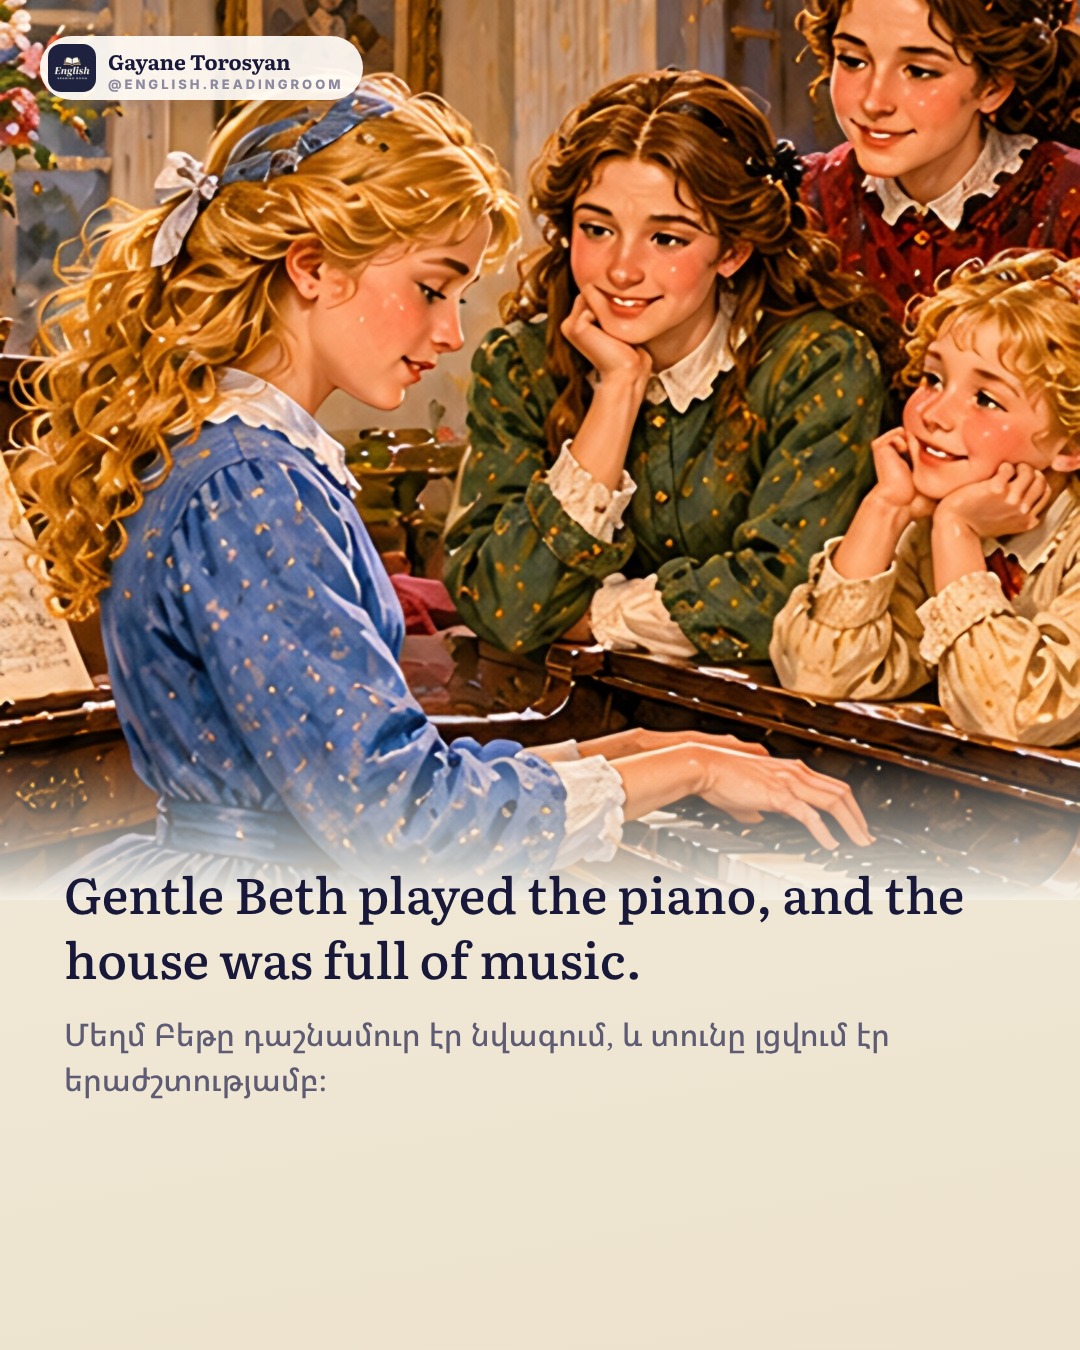 English
Gayane Torosyan
@ENGLISH.READINGROOM
Gentle Beth played the piano, and the
house was full of music.
Մեղմ Բեթը դաշնամուր էր նվագում, և տունը լցվում էր
երաժշտությամբ: